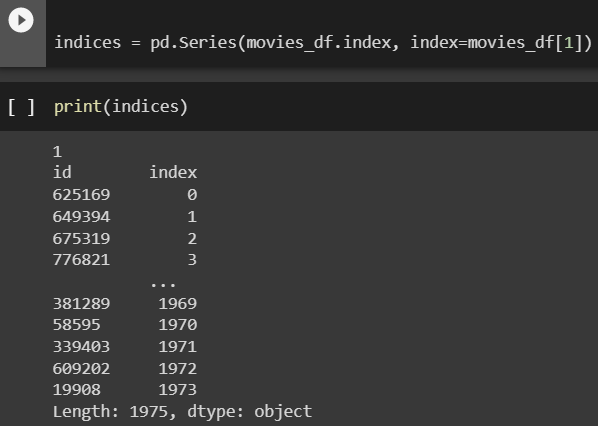 indices = pd.Series(movies_df.index, index=movies_df[1])
[ ] print(indices)
1
id index
625169 0
649394 1
675319 2
776821 3
...
381289 1969
58595 1970
339403 1971
609202 1972
19908 1973
Length: 1975, dtype: object